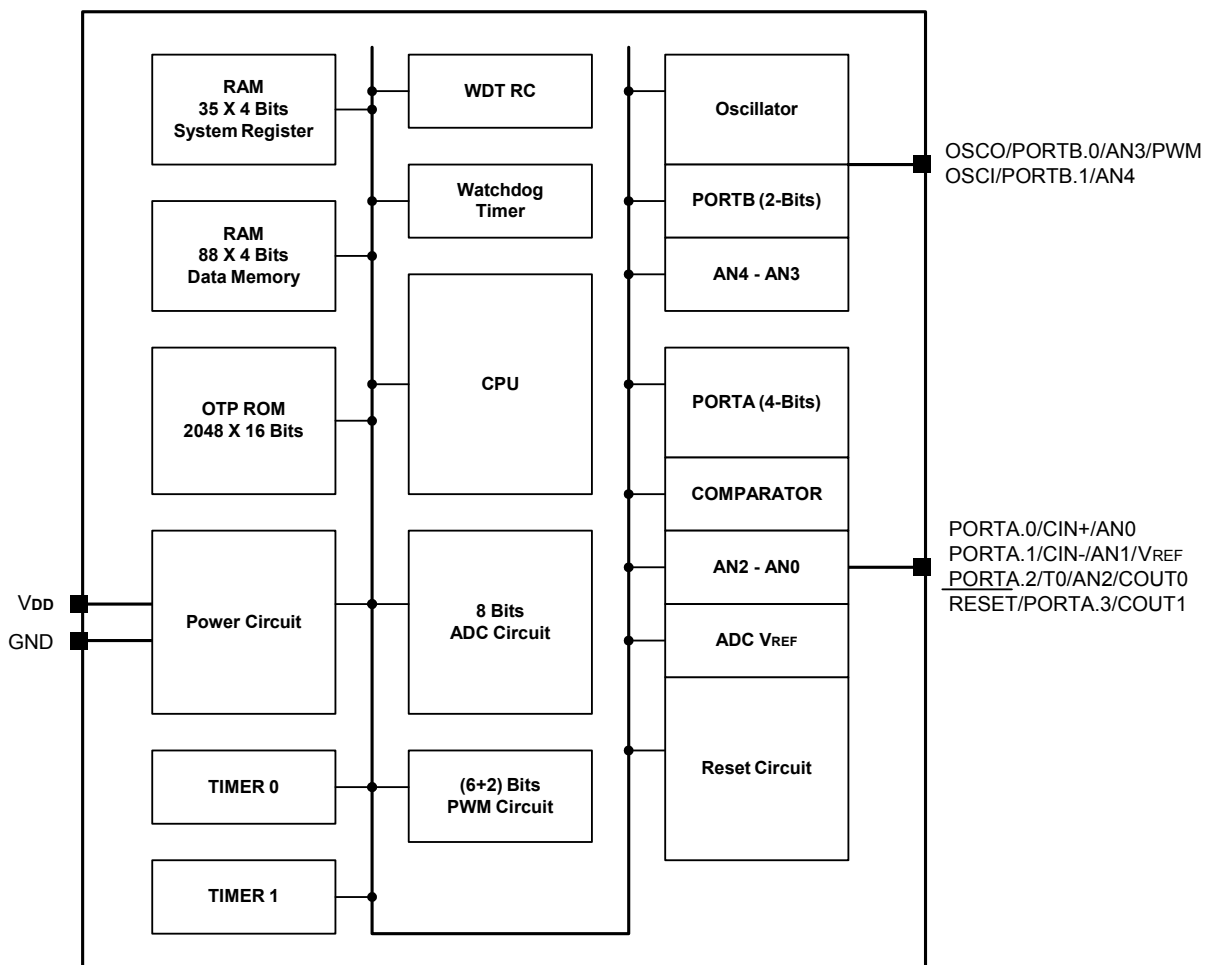 RAM
35 X 4 Bits
System Register
RAM
88 X 4 Bits
Data Memory
OTP ROM
2048 X 16 Bits
VDD
GND
Power Circuit
TIMER 0
TIMER 1
WDT RC
Watchdog
Timer
CPU
8 Bits
ADC Circuit
(6+2) Bits
PWM Circuit
Oscillator
PORTB (2-Bits)
AN4 - AN3
PORTA (4-Bits)
COMPARATOR
AN2 - AN0
ADC VREF
Reset Circuit
OSCO/PORTB.0/AN3/PWM
OSCI/PORTB.1/AN4
PORTA.0/CIN+/AN0
PORTA.1/CIN-/AN1/VREF
PORTA.2/T0/AN2/COUT0
RESET/PORTA.3/COUT1